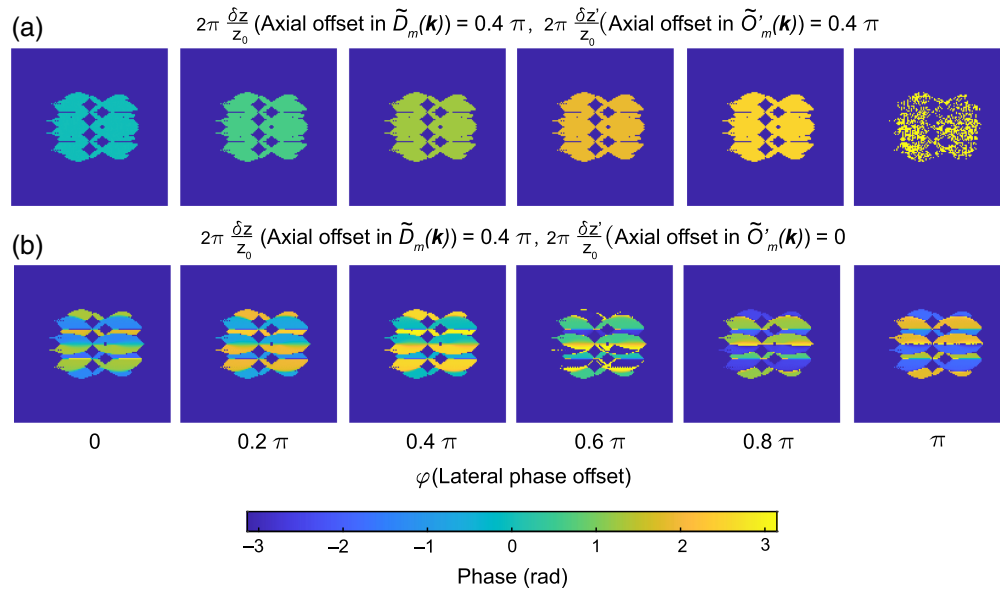 (a) 2π δz/z₀ (Axial offset in D̃ₘ(k)) = 0.4 π, 2π δz'/z₀ (Axial offset in Õ'ₘ(k)) = 0.4 π
(b) 2π δz/z₀ (Axial offset in D̃ₘ(k)) = 0.4 π, 2π δz'/z₀ (Axial offset in Õ'ₘ(k)) = 0
0 0.2 π 0.4 π 0.6 π 0.8 π π
φ(Lateral phase offset)
–3 –2 –1 0 1 2 3
Phase (rad)